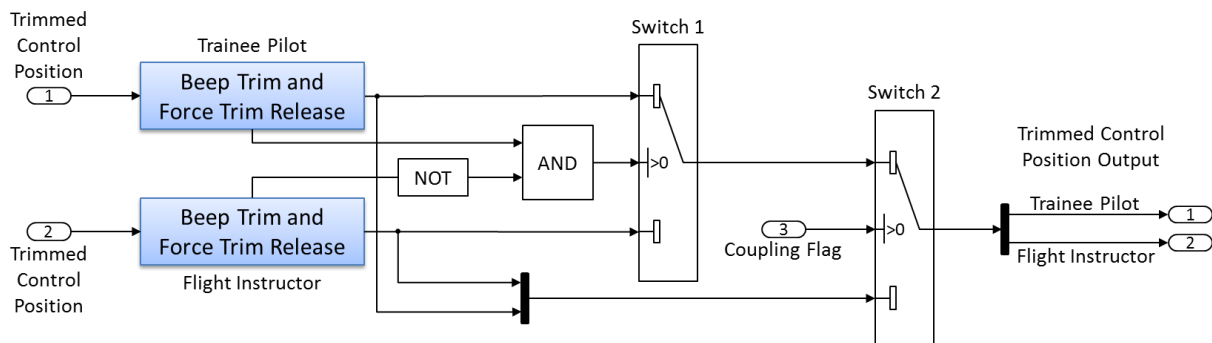 Trimmed
Control
Position
1
Trainee Pilot
Beep Trim and
Force Trim Release
NOT
AND
Switch 1
>0
2
Trimmed
Control
Position
Beep Trim and
Force Trim Release
Flight Instructor
Switch 2
3
>0
Coupling Flag
Trimmed Control
Position Output
Trainee Pilot
1
Flight Instructor
2